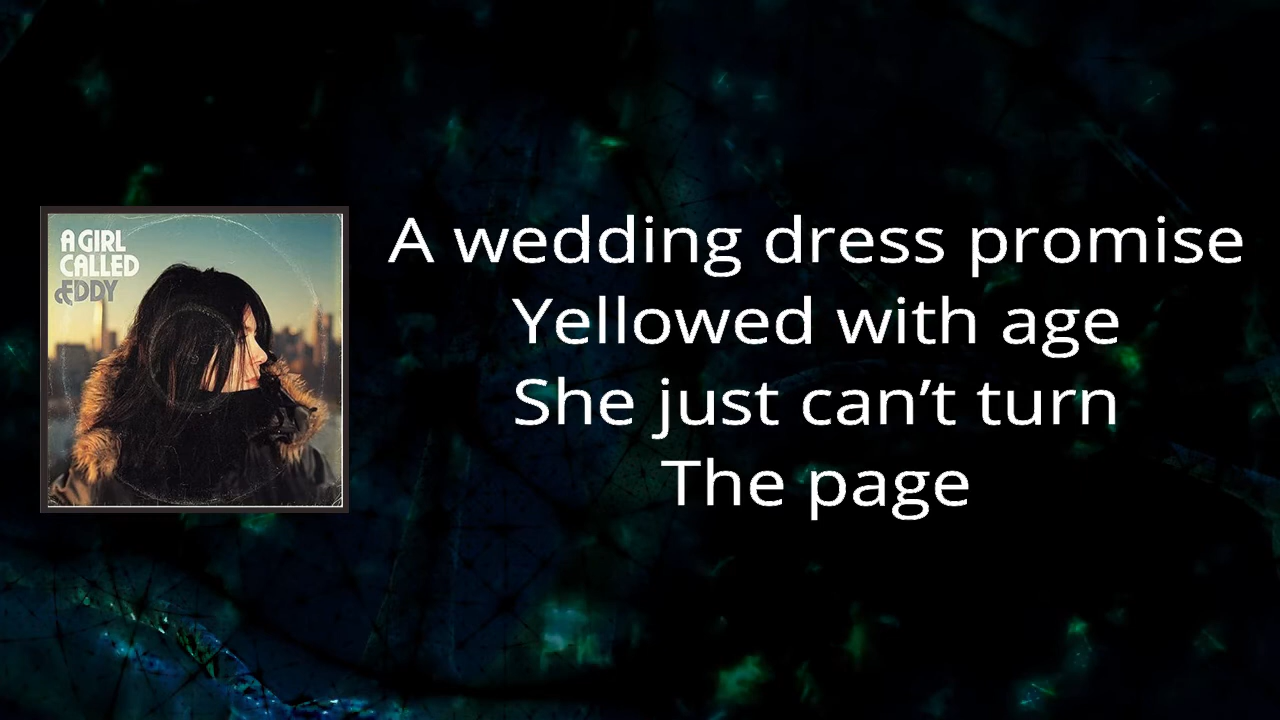 A GIRL
CALLED
EDDY
A wedding dress promise
Yellowed with age
She just can’t turn
The page